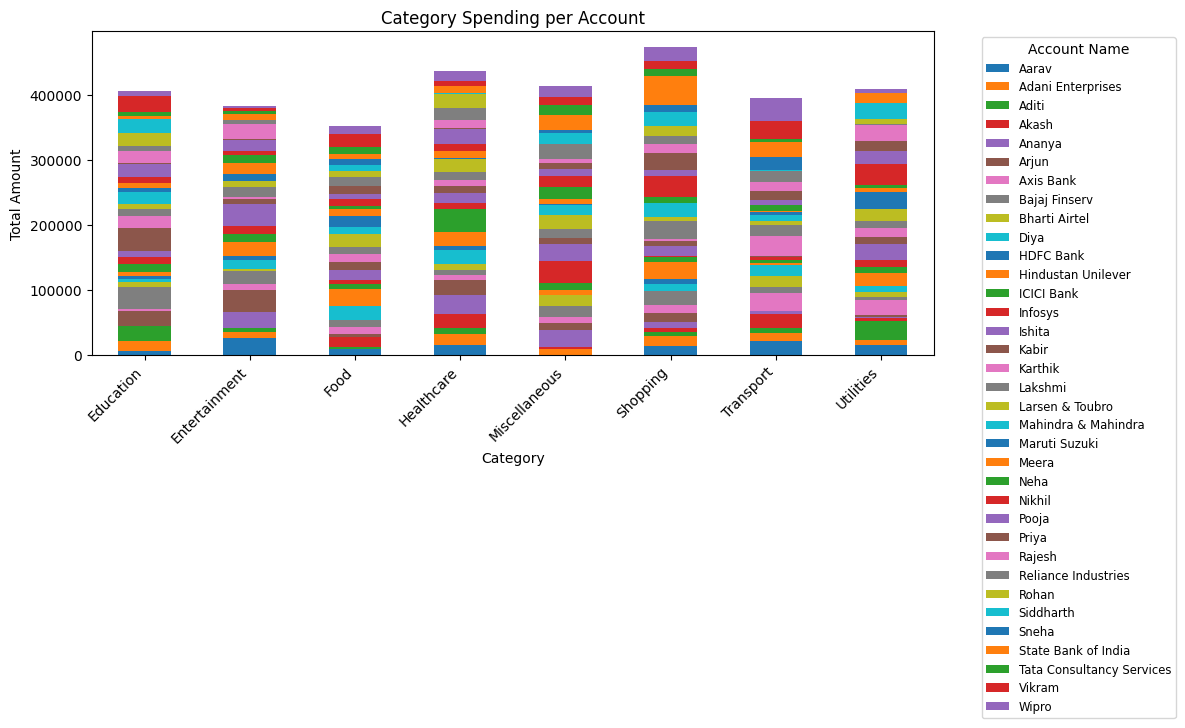 Category Spending per Account
Total Amount
400000
300000
200000
100000
0
Education
Entertainment
Food
Healthcare
Miscellaneous
Shopping
Transport
Utilities
Category
Account Name
Aarav
Adani Enterprises
Aditi
Akash
Ananya
Arjun
Axis Bank
Bajaj Finserv
Bharti Airtel
Diya
HDFC Bank
Hindustan Unilever
ICICI Bank
Infosys
Ishita
Kabir
Karthik
Lakshmi
Larsen & Toubro
Mahindra & Mahindra
Maruti Suzuki
Meera
Neha
Nikhil
Pooja
Priya
Rajesh
Reliance Industries
Rohan
Siddharth
Sneha
State Bank of India
Tata Consultancy Services
Vikram
Wipro